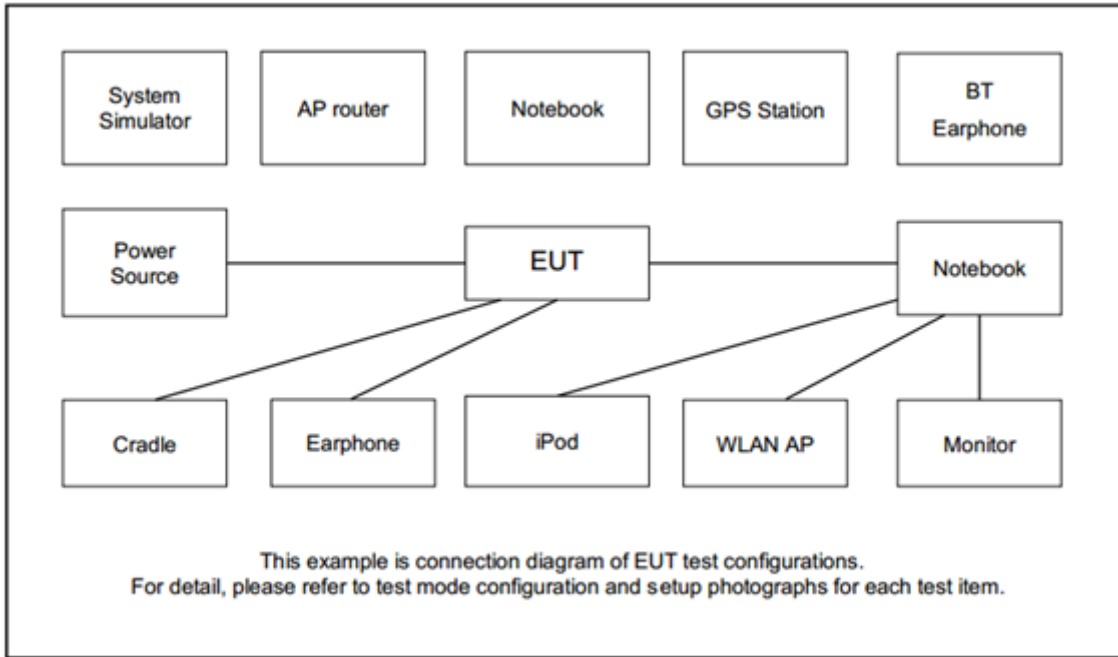 System
Simulator
AP router
Notebook
GPS Station
BT
Earphone
Power
Source
EUT
Notebook
Cradle
Earphone
iPod
WLAN AP
Monitor
This example is connection diagram of EUT test configurations.
For detail, please refer to test mode configuration and setup photographs for each test item.